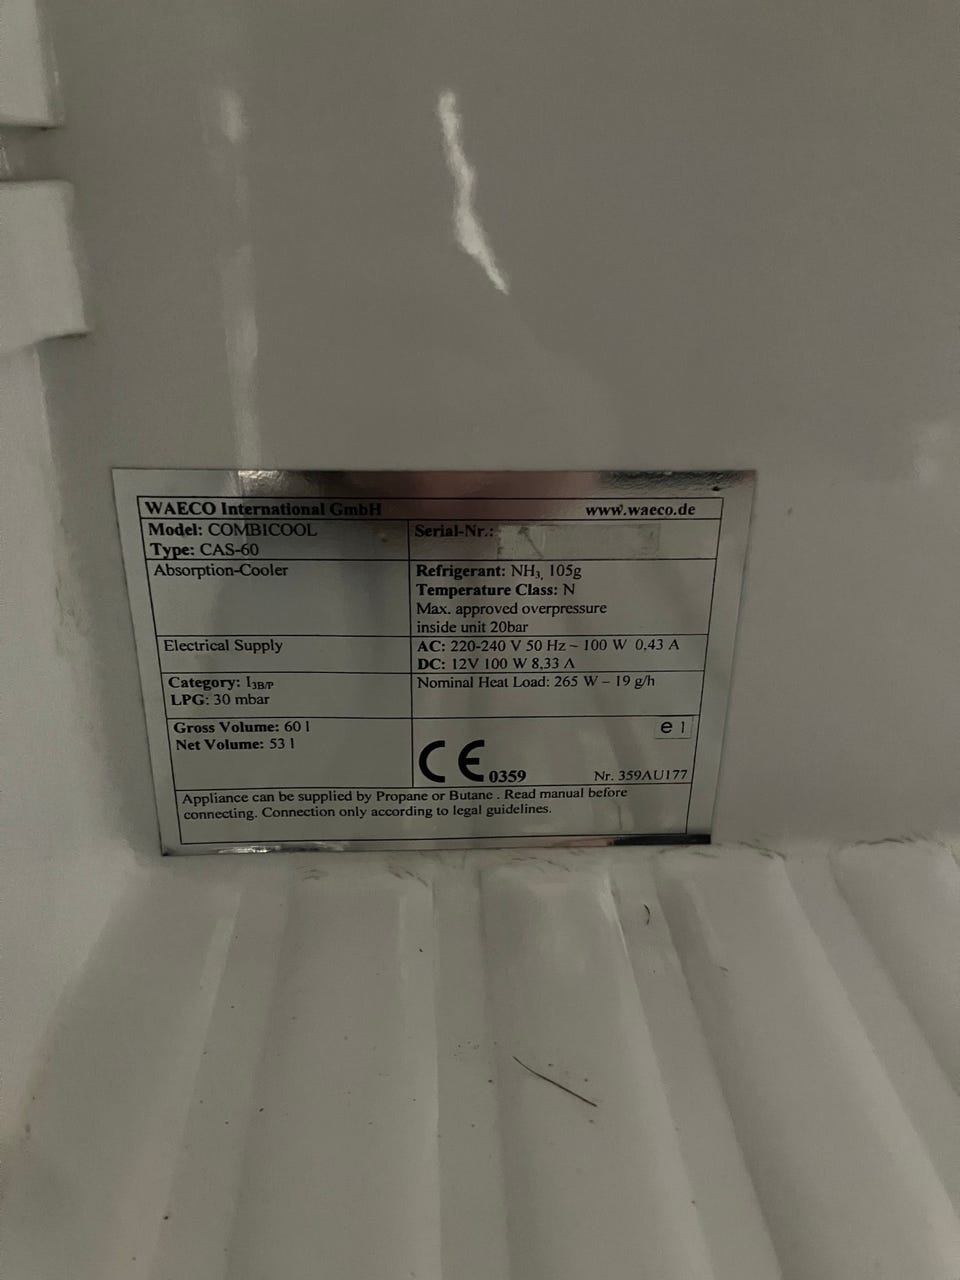 WAECO International GmbH www.waeco.de
Model: COMBICOOL
Type: CAS-60
Serial-Nr.:
Absorption-Cooler
Refrigerant: NH₃, 105g
Temperature Class: N
Max. approved overpressure
inside unit 20bar
Electrical Supply
AC: 220-240 V 50 Hz ~ 100 W 0,43 A
DC: 12V 100 W 8,33 A
Category: I3B/P
LPG: 30 mbar
Nominal Heat Load: 265 W – 19 g/h
Gross Volume: 60 l
Net Volume: 53 l
e 1
CE 0359
Nr. 359AU177
Appliance can be supplied by Propane or Butane . Read manual before
connecting. Connection only according to legal guidelines.